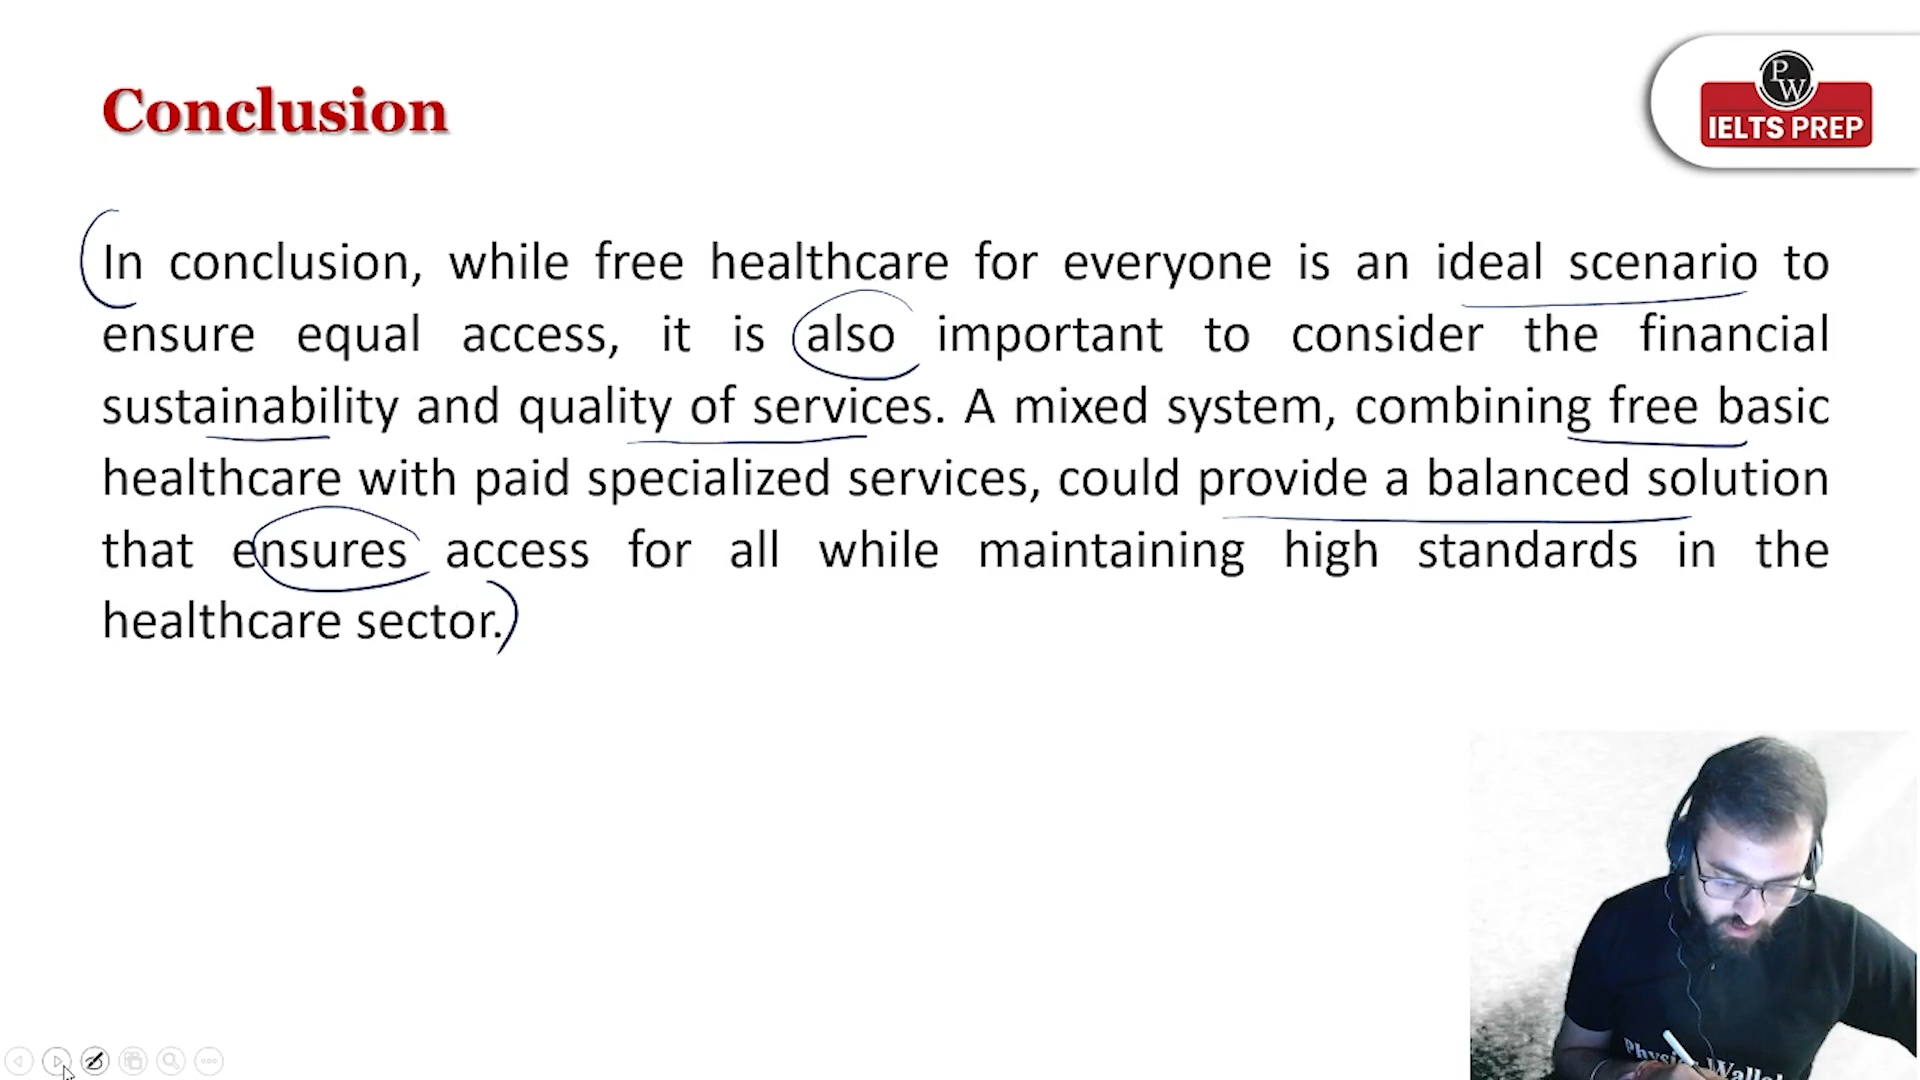 Conclusion
PW
IELTS PREP
In conclusion, while free healthcare for everyone is an ideal scenario to
ensure equal access, it is also important to consider the financial
sustainability and quality of services. A mixed system, combining free basic
healthcare with paid specialized services, could provide a balanced solution
that ensures access for all while maintaining high standards in the
healthcare sector.